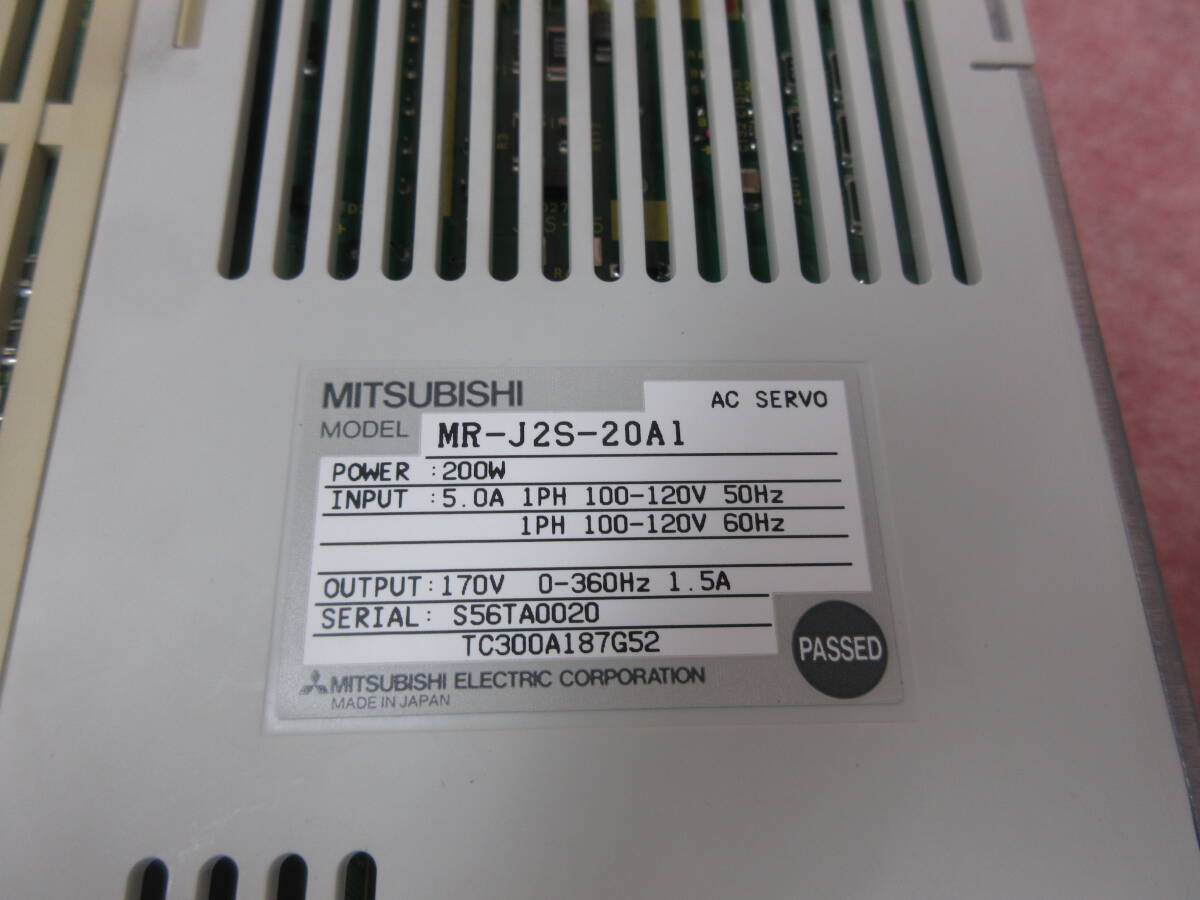 MITSUBISHI
AC SERVO
MODEL MR-J2S-20A1
POWER : 200W
INPUT : 5.0A 1PH 100-120V 50Hz
1PH 100-120V 60Hz
OUTPUT : 170V 0-360Hz 1.5A
SERIAL : S56TA0020
TC300A187G52
PASSED
MITSUBISHI ELECTRIC CORPORATION
MADE IN JAPAN